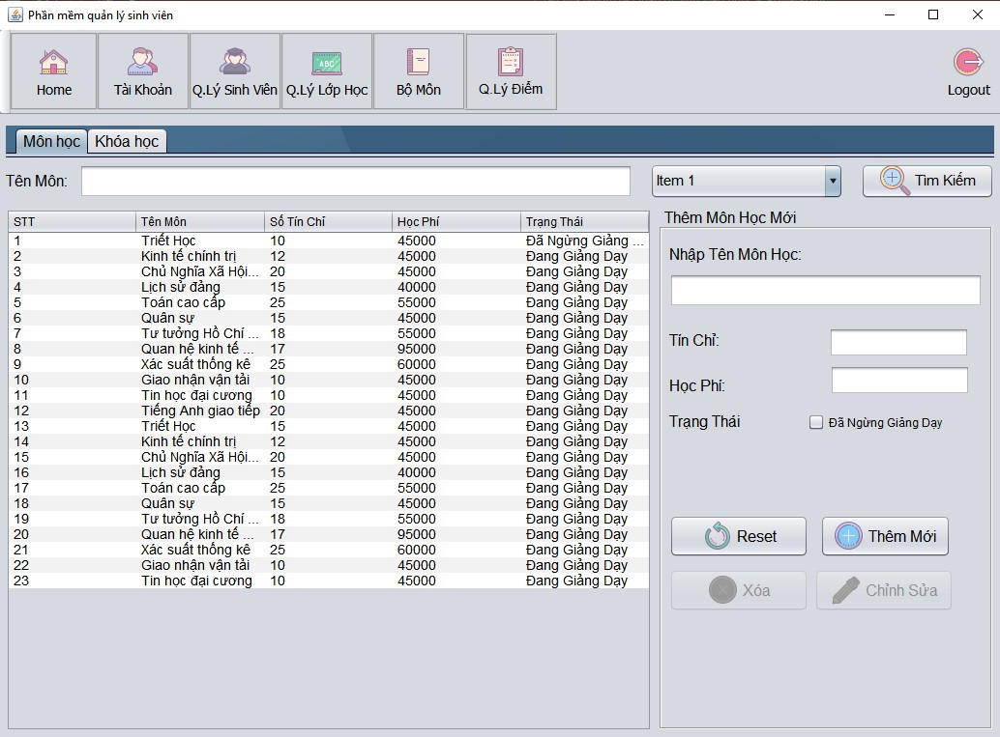 Phần mềm quản lý sinh viên
Home Tài Khoản Q.Lý Sinh Viên Q.Lý Lớp Học Bộ Môn Q.Lý Điểm Logout
ABC
Môn học Khóa học
Tên Môn: Item 1 Tìm Kiếm
STT Tên Môn Số Tín Chỉ Học Phí Trạng Thái
1 Triết Học 10 45000 Đã Ngừng Giảng ...
2 Kinh tế chính trị 12 45000 Đang Giảng Dạy
3 Chủ Nghĩa Xã Hội... 20 45000 Đang Giảng Dạy
4 Lịch sử đảng 15 40000 Đang Giảng Dạy
5 Toán cao cấp 25 55000 Đang Giảng Dạy
6 Quân sự 15 45000 Đang Giảng Dạy
7 Tư tưởng Hồ Chí ... 18 55000 Đang Giảng Dạy
8 Quan hệ kinh tế ... 17 95000 Đang Giảng Dạy
9 Xác suất thống kê 25 60000 Đang Giảng Dạy
10 Giao nhận vận tải 10 45000 Đang Giảng Dạy
11 Tin học đại cương 10 45000 Đang Giảng Dạy
12 Tiếng Anh giao tiếp 20 45000 Đang Giảng Dạy
13 Triết Học 15 45000 Đang Giảng Dạy
14 Kinh tế chính trị 12 45000 Đang Giảng Dạy
15 Chủ Nghĩa Xã Hội... 20 45000 Đang Giảng Dạy
16 Lịch sử đảng 15 40000 Đang Giảng Dạy
17 Toán cao cấp 25 55000 Đang Giảng Dạy
18 Quân sự 15 45000 Đang Giảng Dạy
19 Tư tưởng Hồ Chí ... 18 55000 Đang Giảng Dạy
20 Quan hệ kinh tế ... 17 95000 Đang Giảng Dạy
21 Xác suất thống kê 25 60000 Đang Giảng Dạy
22 Giao nhận vận tải 10 45000 Đang Giảng Dạy
23 Tin học đại cương 10 45000 Đang Giảng Dạy
Thêm Môn Học Mới
Nhập Tên Môn Học:
Tín Chỉ:
Học Phí:
Trạng Thái Đã Ngừng Giảng Dạy
Reset Thêm Mới
Xóa Chỉnh Sửa